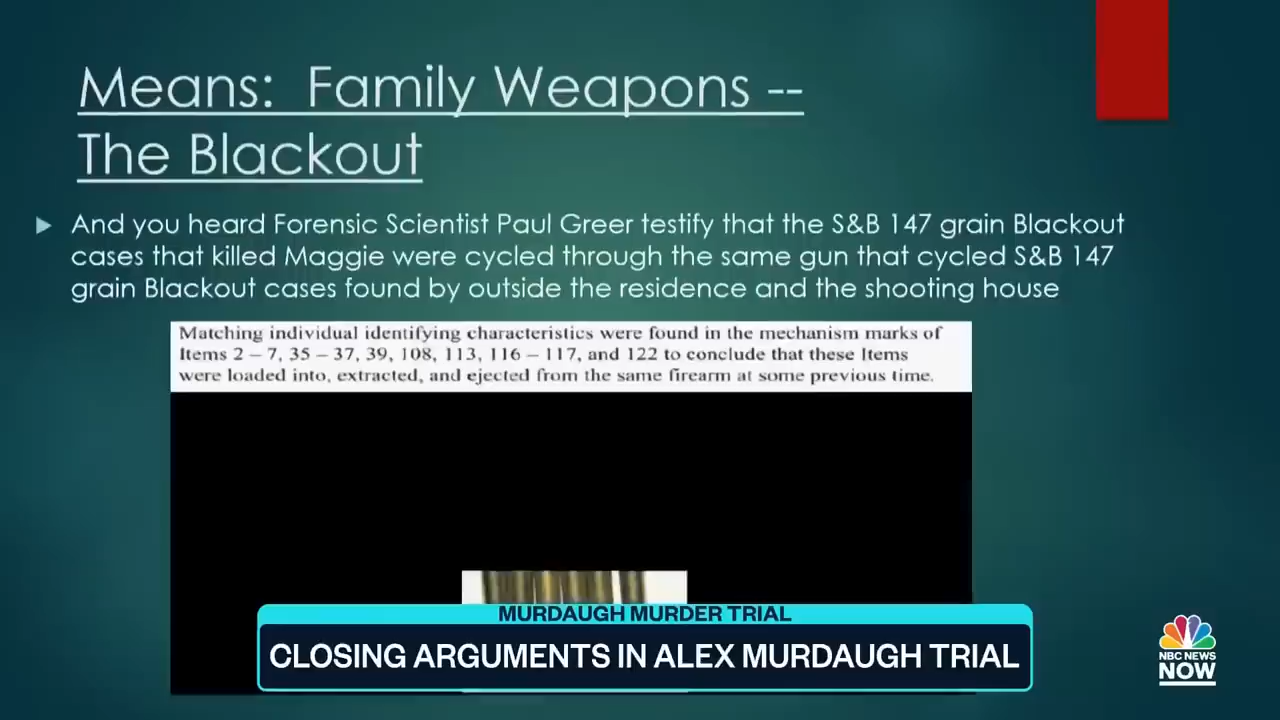 Means: Family Weapons --
The Blackout
And you heard Forensic Scientist Paul Greer testify that the S&B 147 grain Blackout
cases that killed Maggie were cycled through the same gun that cycled S&B 147
grain Blackout cases found by outside the residence and the shooting house
Matching individual identifying characteristics were found in the mechanism marks of
Items 2 – 7, 35 – 37, 39, 108, 113, 116 – 117, and 122 to conclude that these Items
were loaded into, extracted, and ejected from the same firearm at some previous time.
MURDAUGH MURDER TRIAL
CLOSING ARGUMENTS IN ALEX MURDAUGH TRIAL
NBC NEWS
NOW